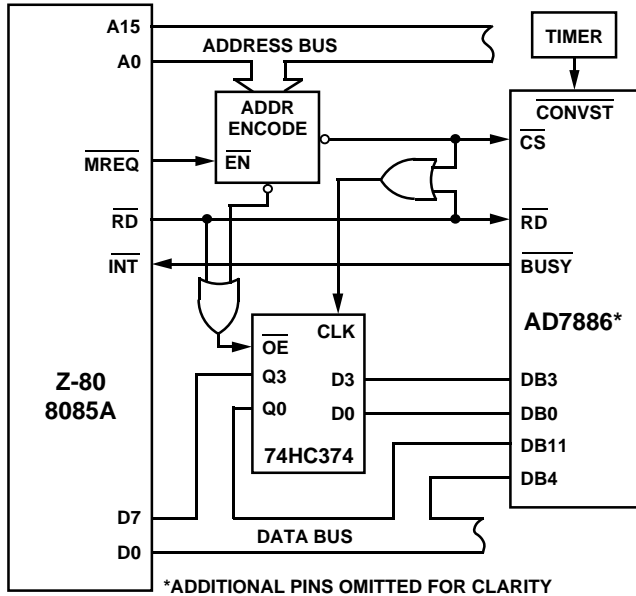 A15
A0
ADDRESS BUS
TIMER
ADDR
ENCODE
EN
MREQ
RD
INT
CONVST
CS
RD
BUSY
AD7886*
OE
CLK
Q3
Q0
D3
D0
74HC374
DB3
DB0
DB11
DB4
Z-80
8085A
D7
D0
DATA BUS
*ADDITIONAL PINS OMITTED FOR CLARITY